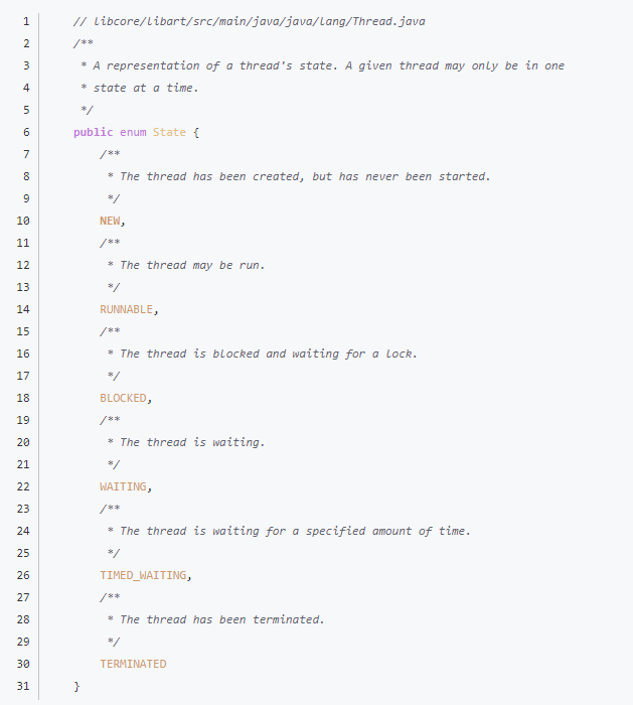 1 // libcore/libart/src/main/java/java/lang/Thread.java
2 /**
3 * A representation of a thread's state. A given thread may only be in one
4 * state at a time.
5 */
6 public enum State {
7 /**
8 * The thread has been created, but has never been started.
9 */
10 NEW,
11 /**
12 * The thread may be run.
13 */
14 RUNNABLE,
15 /**
16 * The thread is blocked and waiting for a lock.
17 */
18 BLOCKED,
19 /**
20 * The thread is waiting.
21 */
22 WAITING,
23 /**
24 * The thread is waiting for a specified amount of time.
25 */
26 TIMED_WAITING,
27 /**
28 * The thread has been terminated.
29 */
30 TERMINATED
31 }